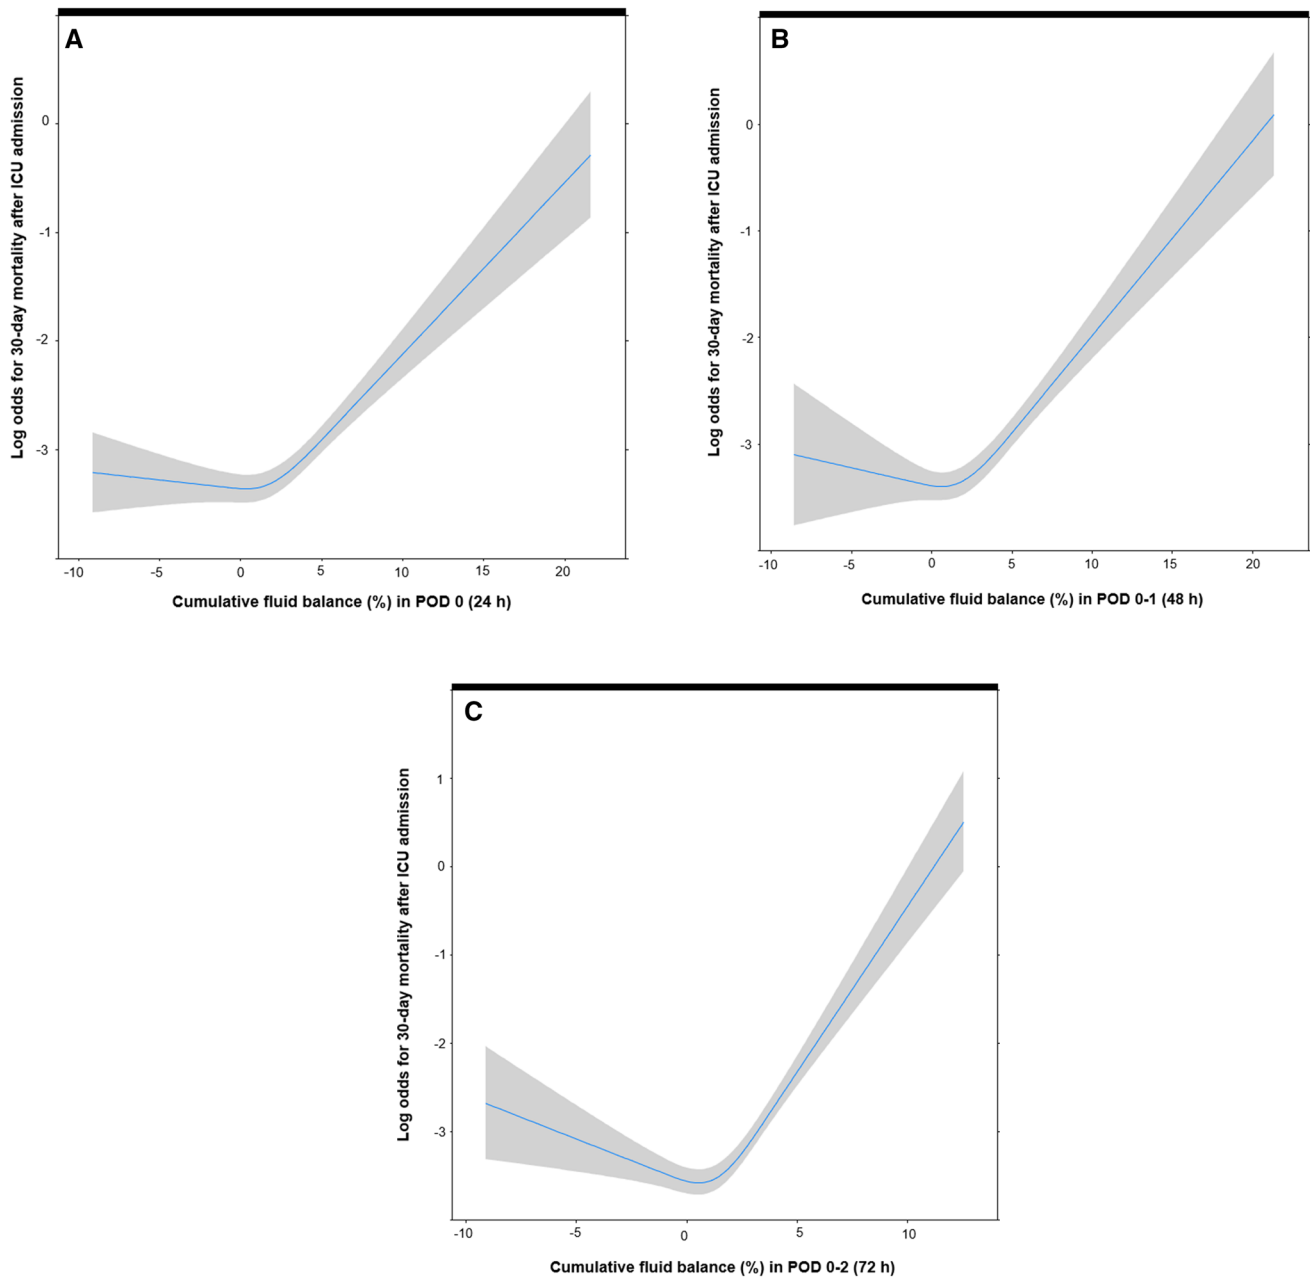 A
Log odds for 30-day mortality after ICU admission
0
-1
-2
-3
-10 -5 0 5 10 15 20
Cumulative fluid balance (%) in POD 0 (24 h)
B
Log odds for 30-day mortality after ICU admission
0
-1
-2
-3
-10 -5 0 5 10 15 20
Cumulative fluid balance (%) in POD 0-1 (48 h)
C
Log odds for 30-day mortality after ICU admission
1
0
-1
-2
-3
-10 -5 0 5 10
Cumulative fluid balance (%) in POD 0-2 (72 h)